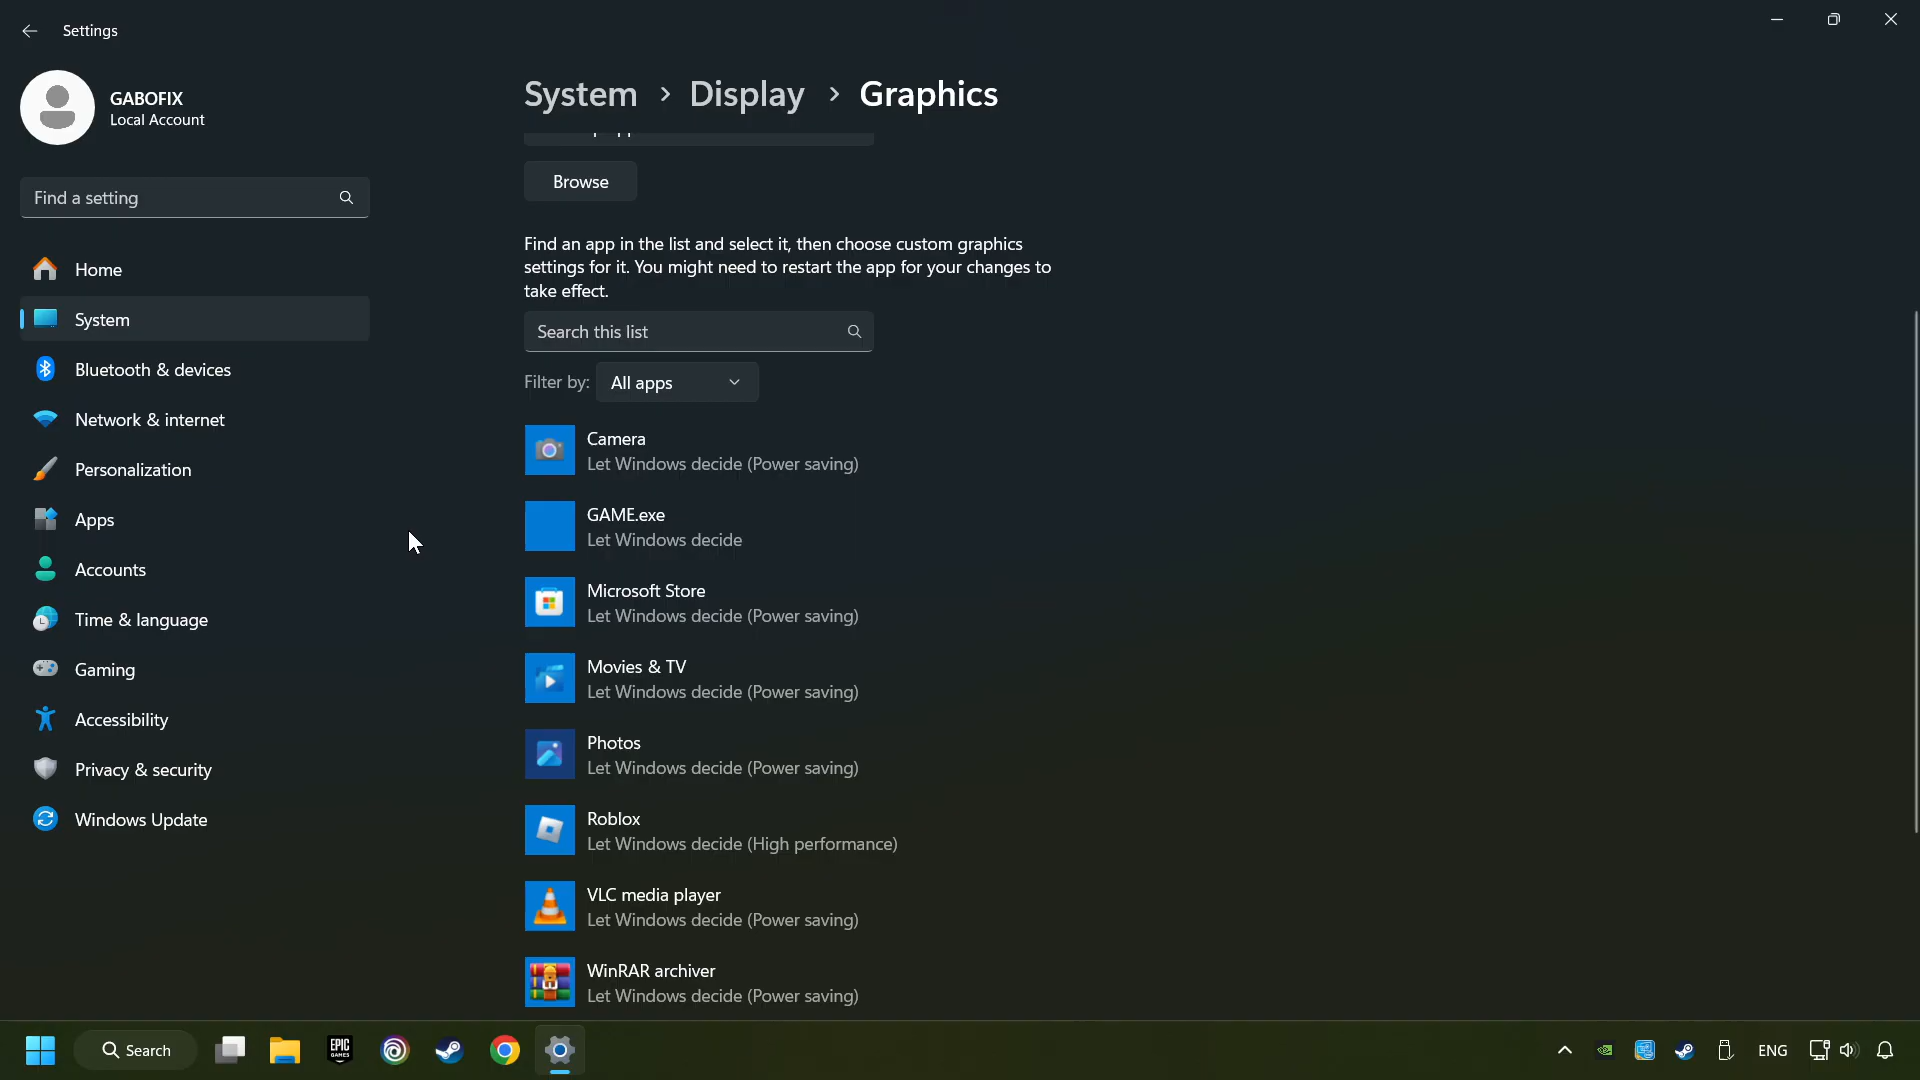 Settings
GABOFIX
Local Account
Find a setting
Home
System
Bluetooth & devices
Network & internet
Personalization
Apps
Accounts
Time & language
Gaming
Accessibility
Privacy & security
Windows Update
System > Display > Graphics
Browse
Find an app in the list and select it, then choose custom graphics
settings for it. You might need to restart the app for your changes to
take effect.
Search this list
Filter by: All apps
Camera
Let Windows decide (Power saving)
GAME.exe
Let Windows decide
Microsoft Store
Let Windows decide (Power saving)
Movies & TV
Let Windows decide (Power saving)
Photos
Let Windows decide (Power saving)
Roblox
Let Windows decide (High performance)
VLC media player
Let Windows decide (Power saving)
WinRAR archiver
Let Windows decide (Power saving)
Search
EPIC
GAMES
ENG